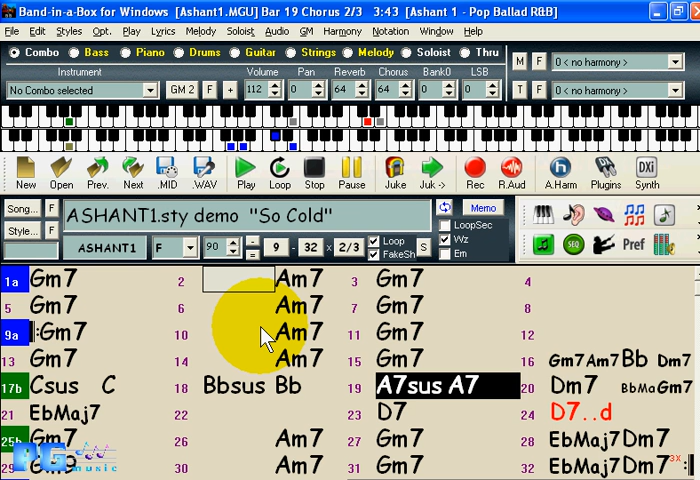 Band-in-a-Box for Windows [Ashant1.MGU] Bar 19 Chorus 2/3 3:43 [Ashant 1 - Pop Ballad R&B]
File Edit Styles Opt. Play Lyrics Melody Soloist Audio GM Harmony Notation Window Help
Combo Bass Piano Drums Guitar Strings Melody Soloist Thru
M F 0 < no harmony >
Instrument Volume Pan Reverb Chorus Bank0 LSB
No Combo selected GM 2 F + 112 0 64 64 0 0
T F 0 < no harmony >
New Open Prev. Next .MID .WAV Play Loop Stop Pause Juke Juk -> Rec R.Aud A.Harm Plugins Synth
Song... F ASHANT1.sty demo "So Cold" Memo
LoopSec
Style... F ASHANT1 F 90 - = 9 - 32 x 2/3 Loop FakeSh S Wz Em SEQ Pref
1a Gm7 2 Am7 3 Gm7 4
5 Gm7 6 Am7 7 Gm7 8
9a Gm7 10 Am7 11 Gm7 12
13 Gm7 14 Am7 15 Gm7 16 Gm7 Am7 Bb Dm7
17b Csus C 18 Bbsus Bb 19 A7sus A7 20 Dm7 BbMa Gm7
21 EbMaj7 22 23 D7 24 D7..d
25b Gm7 26 Am7 27 Gm7 28 EbMaj7 Dm7
29 Gm9 30 Am7 31 Gm7 32 EbMaj7 Dm7 3X
PG music